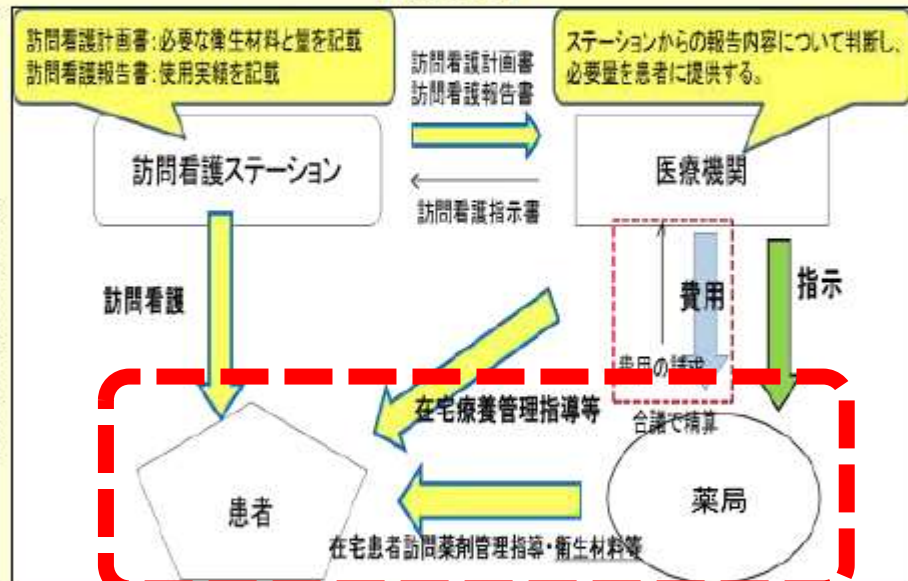 訪問看護計画書：必要な衛生材料と量を記載
訪問看護報告書：使用実績を記載
ステーションからの報告内容について判断し、
必要量を患者に提供する。
訪問看護計画書
訪問看護報告書
訪問看護ステーション
医療機関
訪問看護指示書
訪問看護
費用
指示
費用の請求
在宅療養管理指導等
合議で精算
患者
薬局
在宅患者訪問薬剤管理指導・衛生材料等